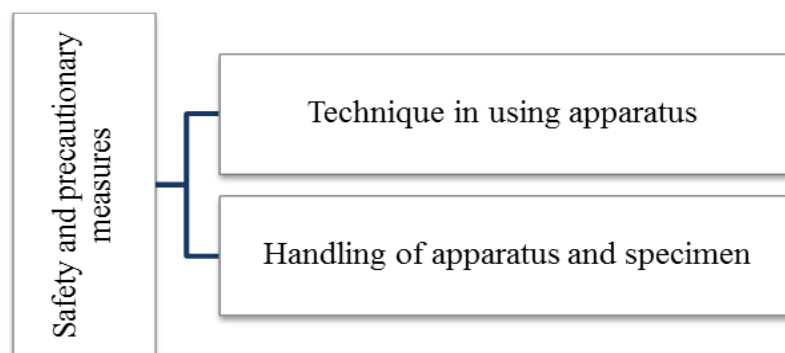 Safety and precautionary
measures
Technique in using apparatus
Handling of apparatus and specimen